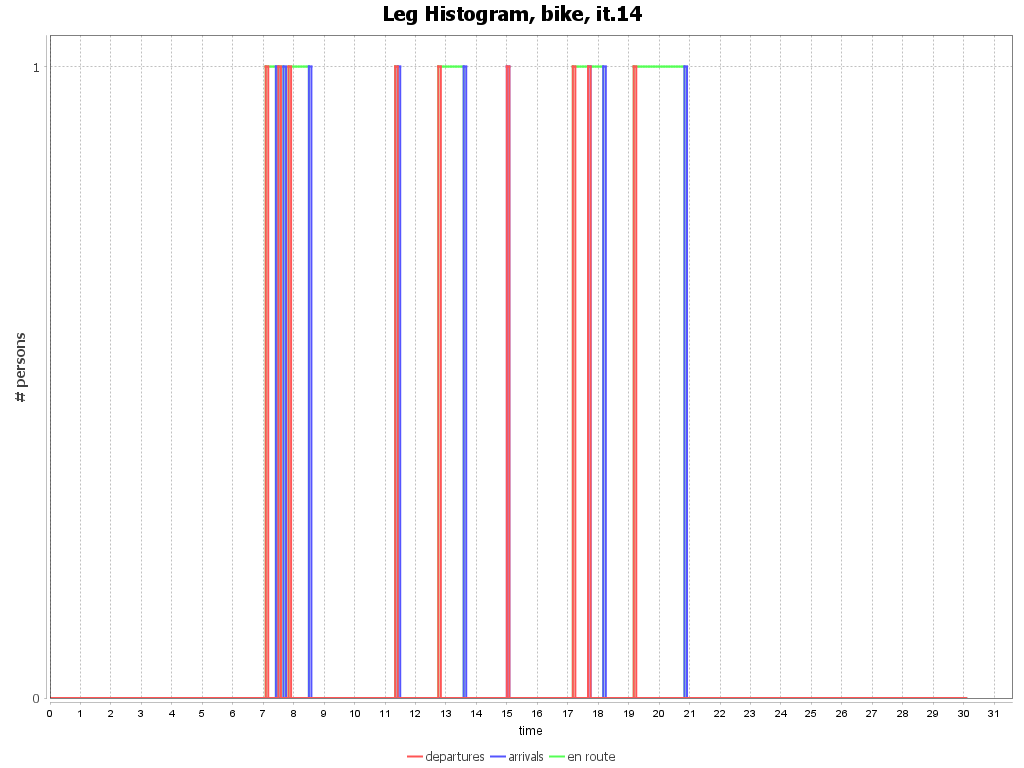 Leg Histogram, bike, it.14
# persons
1
0
0 1 2 3 4 5 6 7 8 9 10 11 12 13 14 15 16 17 18 19 20 21 22 23 24 25 26 27 28 29 30 31
time
departures arrivals en route